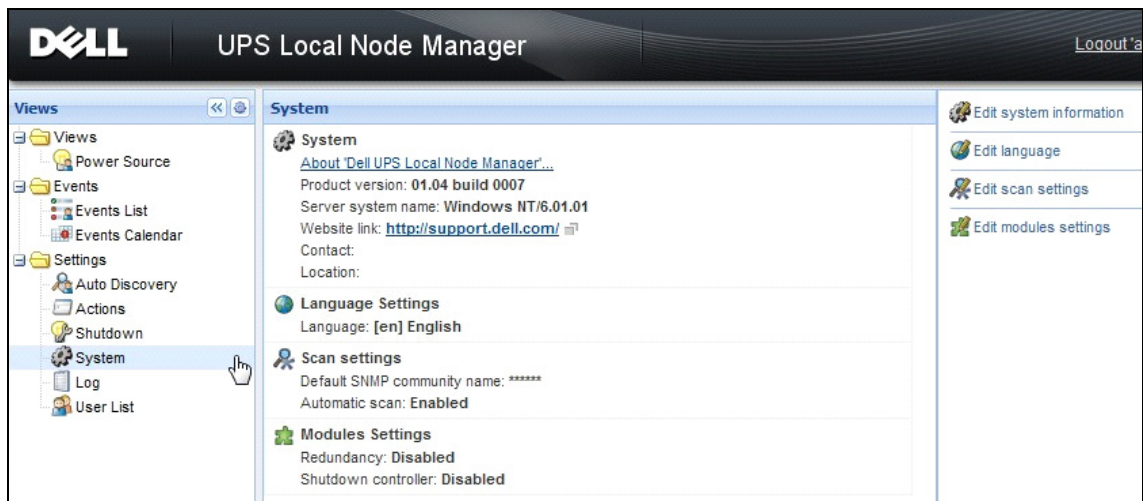 DELL
UPS Local Node Manager
Logout 'a
Views
Views
Power Source
Events
Events List
Events Calendar
Settings
Auto Discovery
Actions
Shutdown
System
Log
User List
System
System
About 'Dell UPS Local Node Manager'...
Product version: 01.04 build 0007
Server system name: Windows NT/6.01.01
Website link: http://support.dell.com/
Contact:
Location:
Language Settings
Language: [en] English
Scan settings
Default SNMP community name: ******
Automatic scan: Enabled
Modules Settings
Redundancy: Disabled
Shutdown controller: Disabled
Edit system information
Edit language
Edit scan settings
Edit modules settings